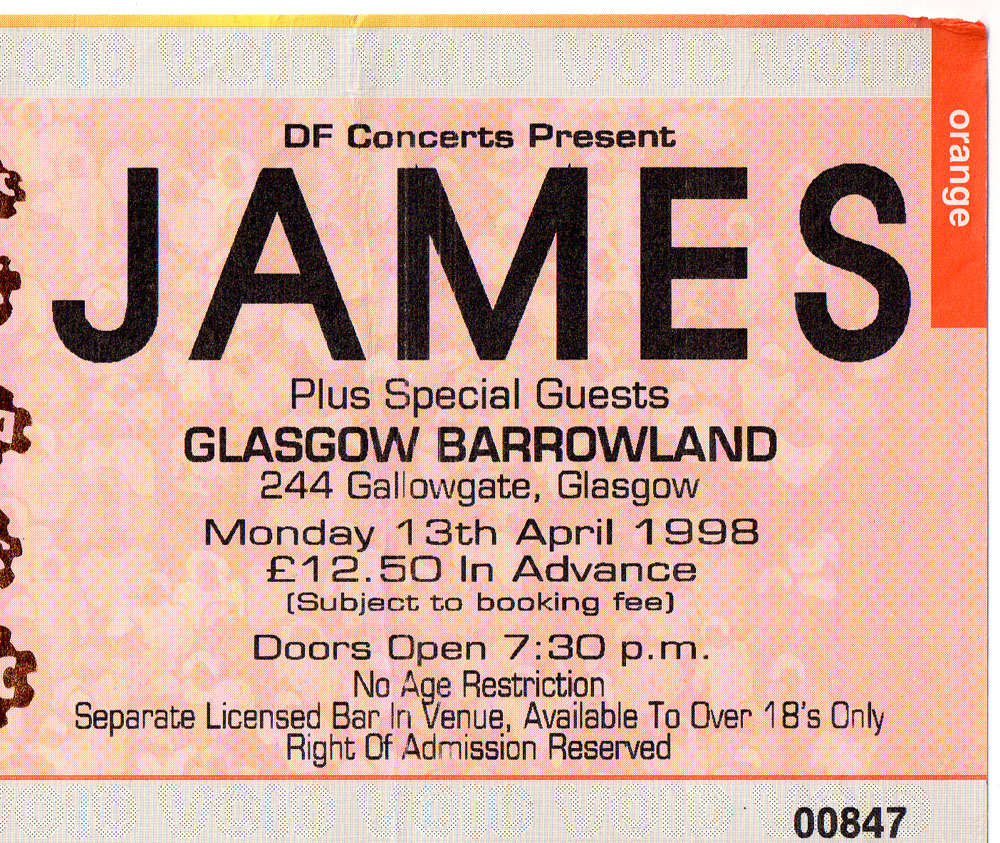 VOID VOID VOID VOID VOID
DF Concerts Present
orange
JAMES
Plus Special Guests
GLASGOW BARROWLAND
244 Gallowgate, Glasgow
Monday 13th April 1998
£12.50 In Advance
(Subject to booking fee)
Doors Open 7:30 p.m.
No Age Restriction
Separate Licensed Bar In Venue, Available To Over 18's Only
Right Of Admission Reserved
VOID VOID VOID VOID VOID
00847